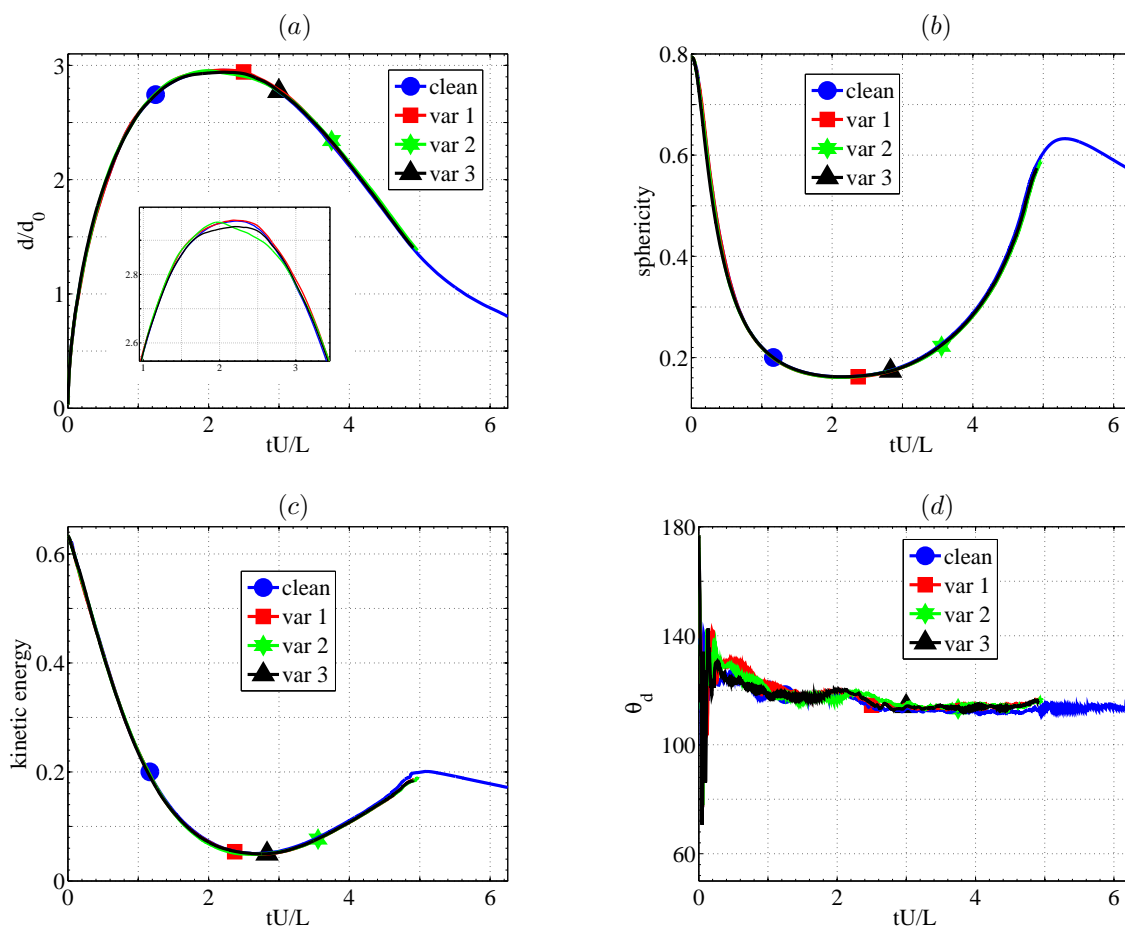 (a)
d/d0
3
2
1
0
0 2 4 6
tU/L
clean
var 1
var 2
var 3
2.8
2.6
1 2 3
(b)
sphericity
0.8
0.6
0.4
0.2
0 2 4 6
tU/L
clean
var 1
var 2
var 3
(c)
kinetic energy
0.6
0.4
0.2
0
0 2 4 6
tU/L
clean
var 1
var 2
var 3
(d)
θd
180
140
100
60
0 2 4 6
tU/L
clean
var 1
var 2
var 3